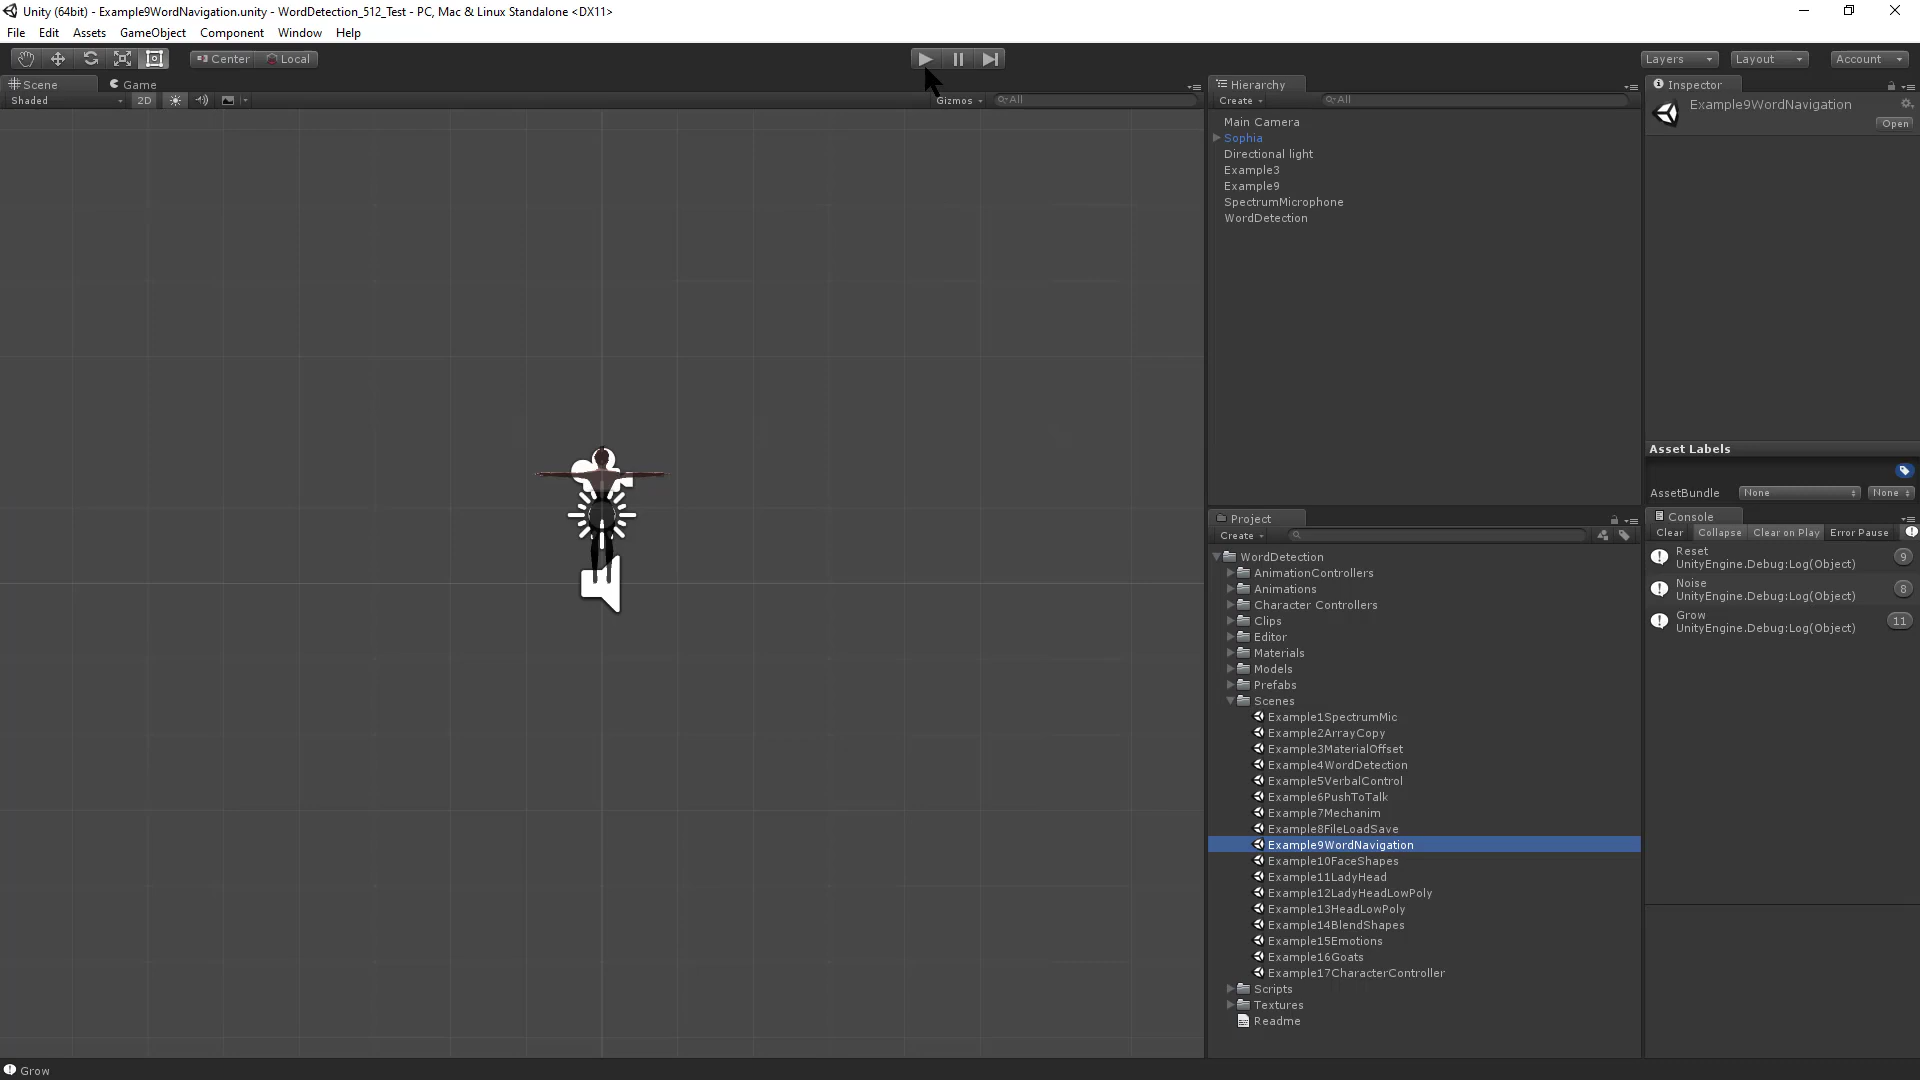 Unity (64bit) - Example9WordNavigation.unity - WordDetection_512_Test - PC, Mac & Linux Standalone <DX11>
File Edit Assets GameObject Component Window Help
Center Local
Layers Layout Account
Scene Game
Shaded 2D Gizmos All
Hierarchy
Create All
Main Camera
Sophia
Directional light
Example3
Example9
SpectrumMicrophone
WordDetection
Inspector
Example9WordNavigation
Open
Asset Labels
AssetBundle None None
Project
Create
WordDetection
AnimationControllers
Animations
Character Controllers
Clips
Editor
Materials
Models
Prefabs
Scenes
Example1SpectrumMic
Example2ArrayCopy
Example3MaterialOffset
Example4WordDetection
Example5VerbalControl
Example6PushToTalk
Example7Mechanim
Example8FileLoadSave
Example9WordNavigation
Example10FaceShapes
Example11LadyHead
Example12LadyHeadLowPoly
Example13HeadLowPoly
Example14BlendShapes
Example15Emotions
Example16Goats
Example17CharacterController
Scripts
Textures
Readme
Console
Clear Collapse Clear on Play Error Pause
Reset
UnityEngine.Debug:Log(Object) 9
Noise
UnityEngine.Debug:Log(Object) 8
Grow
UnityEngine.Debug:Log(Object) 11
Grow